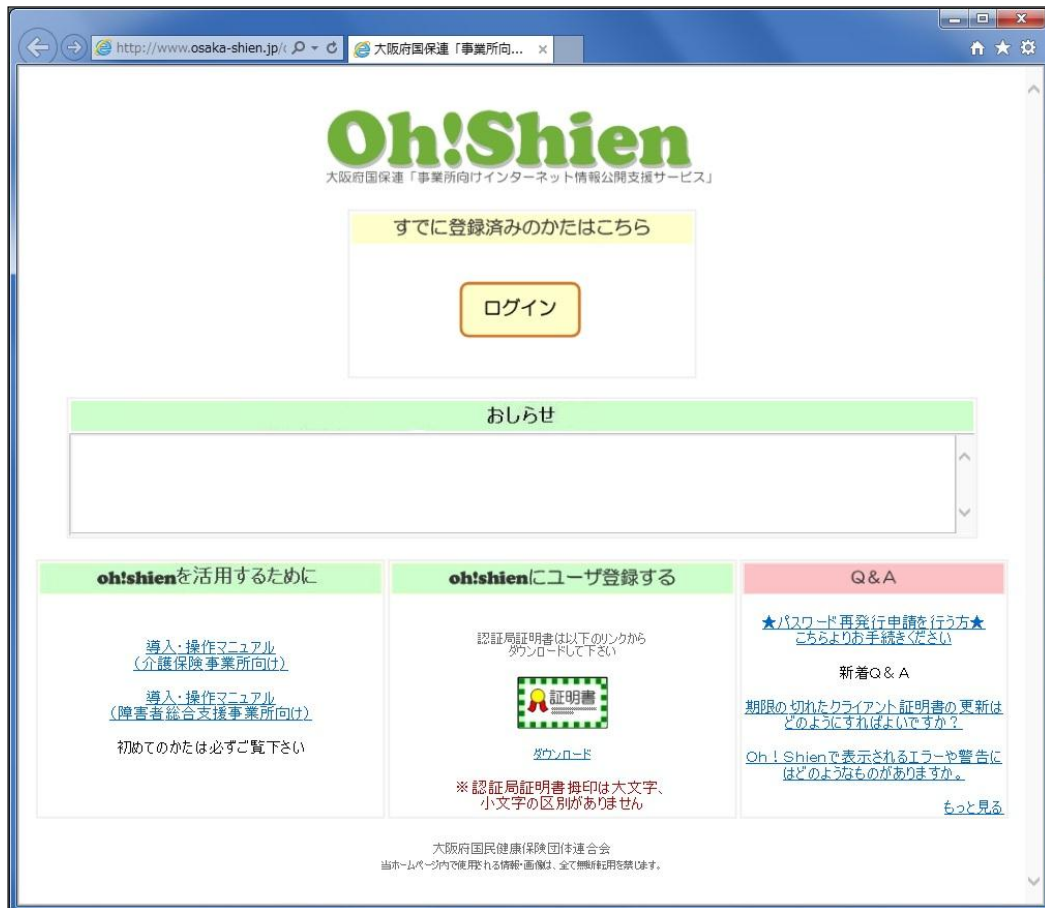 http://www.osaka-shien.jp/
大阪府国保連「事業所向...
Oh!Shien
大阪府国保連「事業所向けインターネット情報公開支援サービス」
すでに登録済みのかたはこちら
ログイン
おしらせ
oh!shienを活用するために
導入・操作マニュアル
（介護保険事業所向け）
導入・操作マニュアル
（障害者総合支援事業所向け）
初めてのかたは必ずご覧下さい
oh!shienにユーザ登録する
認証局証明書は以下のリンクから
ダウンロードして下さい
証明書
ダウンロード
※認証局証明書拇印は大文字、
小文字の区別がありません
Q&A
★パスワード再発行申請を行う方★
こちらよりお手続きください
新着Q&A
期限の切れたクライアント証明書の更新は
どのようにすればよいですか？
Oh！Shienで表示されるエラーや警告に
はどのようなものがありますか。
もっと見る
大阪府国民健康保険団体連合会
当ホームページ内で使用される情報・画像は、全て無断転用を禁じます。